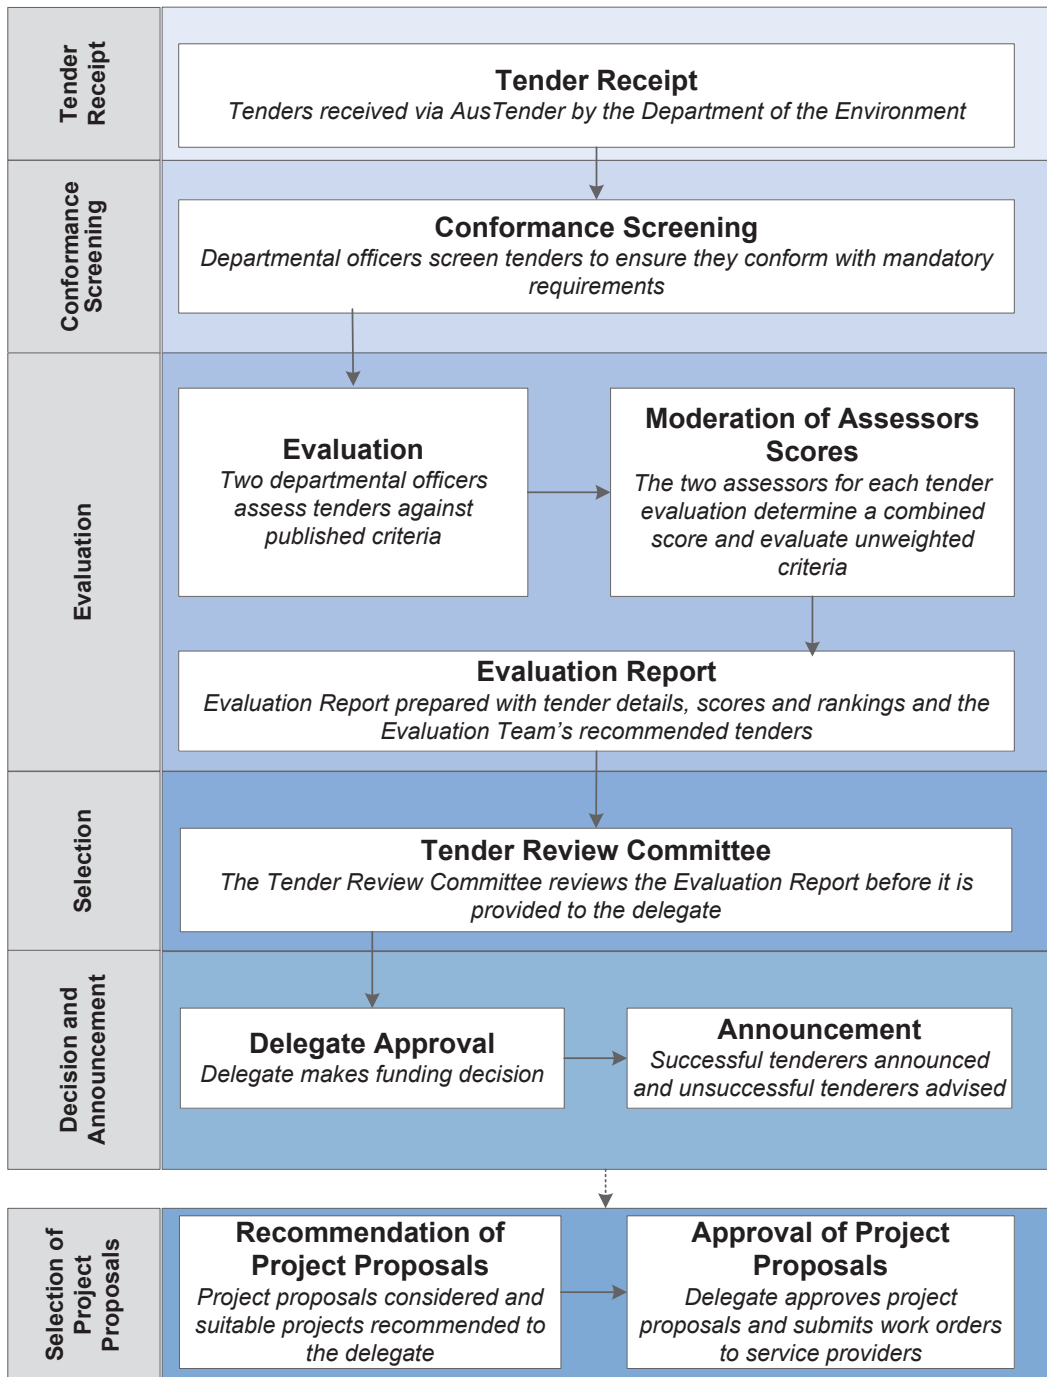 Tender
Receipt
Tender Receipt
Tenders received via AusTender by the Department of the Environment
Conformance
Screening
Conformance Screening
Departmental officers screen tenders to ensure they conform with mandatory
requirements
Evaluation
Evaluation
Two departmental officers
assess tenders against
published criteria
Moderation of Assessors
Scores
The two assessors for each tender
evaluation determine a combined
score and evaluate unweighted
criteria
Evaluation Report
Evaluation Report prepared with tender details, scores and rankings and the
Evaluation Team’s recommended tenders
Selection
Tender Review Committee
The Tender Review Committee reviews the Evaluation Report before it is
provided to the delegate
Decision and
Announcement
Delegate Approval
Delegate makes funding decision
Announcement
Successful tenderers announced
and unsuccessful tenderers advised
Selection of
Project
Proposals
Recommendation of
Project Proposals
Project proposals considered and
suitable projects recommended to
the delegate
Approval of Project
Proposals
Delegate approves project
proposals and submits work orders
to service providers